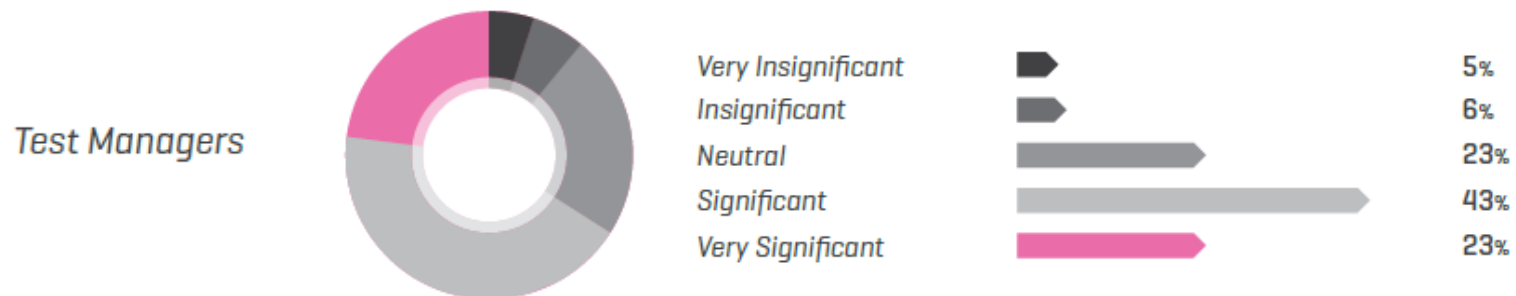 Test Managers
Very Insignificant 5%
Insignificant 6%
Neutral 23%
Significant 43%
Very Significant 23%